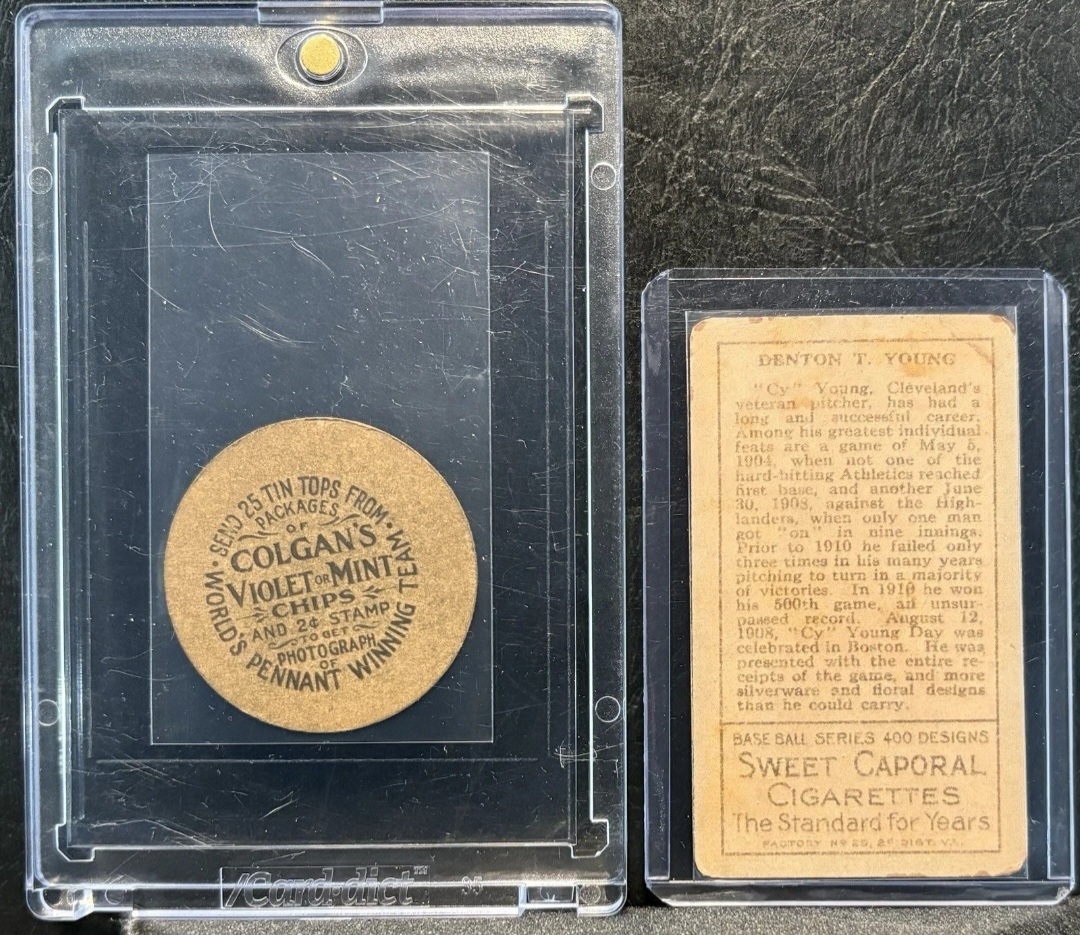 • SEND 25 TIN TOPS FROM •
PACKAGES
OF
COLGAN'S
VIOLET OR MINT
CHIPS
AND 2¢ STAMP
TO GET
PHOTOGRAPH
OF
WORLD'S PENNANT WINNING TEAM
/Card·dict™
DENTON T. YOUNG
"Cy" Young, Cleveland's
veteran pitcher, has had a
long and successful career.
Among his greatest individual
feats are a game of May 5,
1904, when not one of the
hard-hitting Athletics reached
first base, and another June
30, 1908, against the High-
landers, when only one man
got "on" in nine innings.
Prior to 1910 he failed only
three times in his many years
pitching to turn in a majority
of victories. In 1910 he won
his 500th game, an unsur-
passed record. August 12,
1908, "Cy" Young Day was
celebrated in Boston. He was
presented with the entire re-
ceipts of the game, and more
silverware and floral designs
than he could carry.
BASE BALL SERIES 400 DESIGNS
SWEET CAPORAL
CIGARETTES
The Standard for Years
FACTORY Nº 25, 2ᴰ DIST. VA.